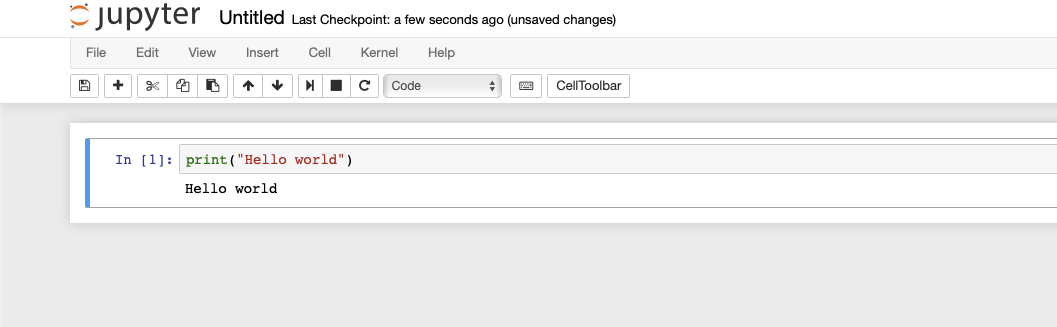 jupyter Untitled Last Checkpoint: a few seconds ago (unsaved changes)
File Edit View Insert Cell Kernel Help
Code CellToolbar
In [1]: print("Hello world")
Hello world